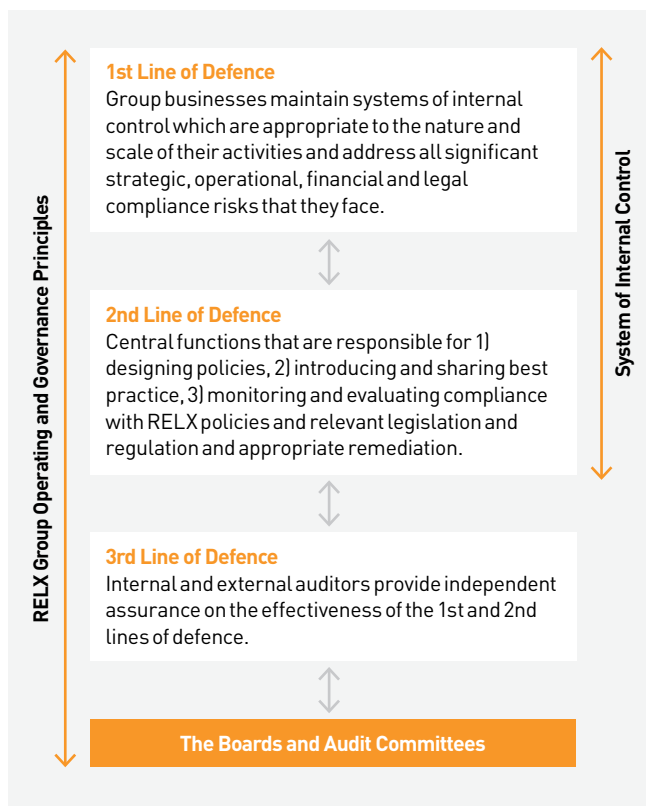 RELX Group Operating and Governance Principles
1st Line of Defence
Group businesses maintain systems of internal
control which are appropriate to the nature and
scale of their activities and address all significant
strategic, operational, financial and legal
compliance risks that they face.
System of Internal Control
2nd Line of Defence
Central functions that are responsible for 1)
designing policies, 2) introducing and sharing best
practice, 3) monitoring and evaluating compliance
with RELX policies and relevant legislation and
regulation and appropriate remediation.
3rd Line of Defence
Internal and external auditors provide independent
assurance on the effectiveness of the 1st and 2nd
lines of defence.
The Boards and Audit Committees